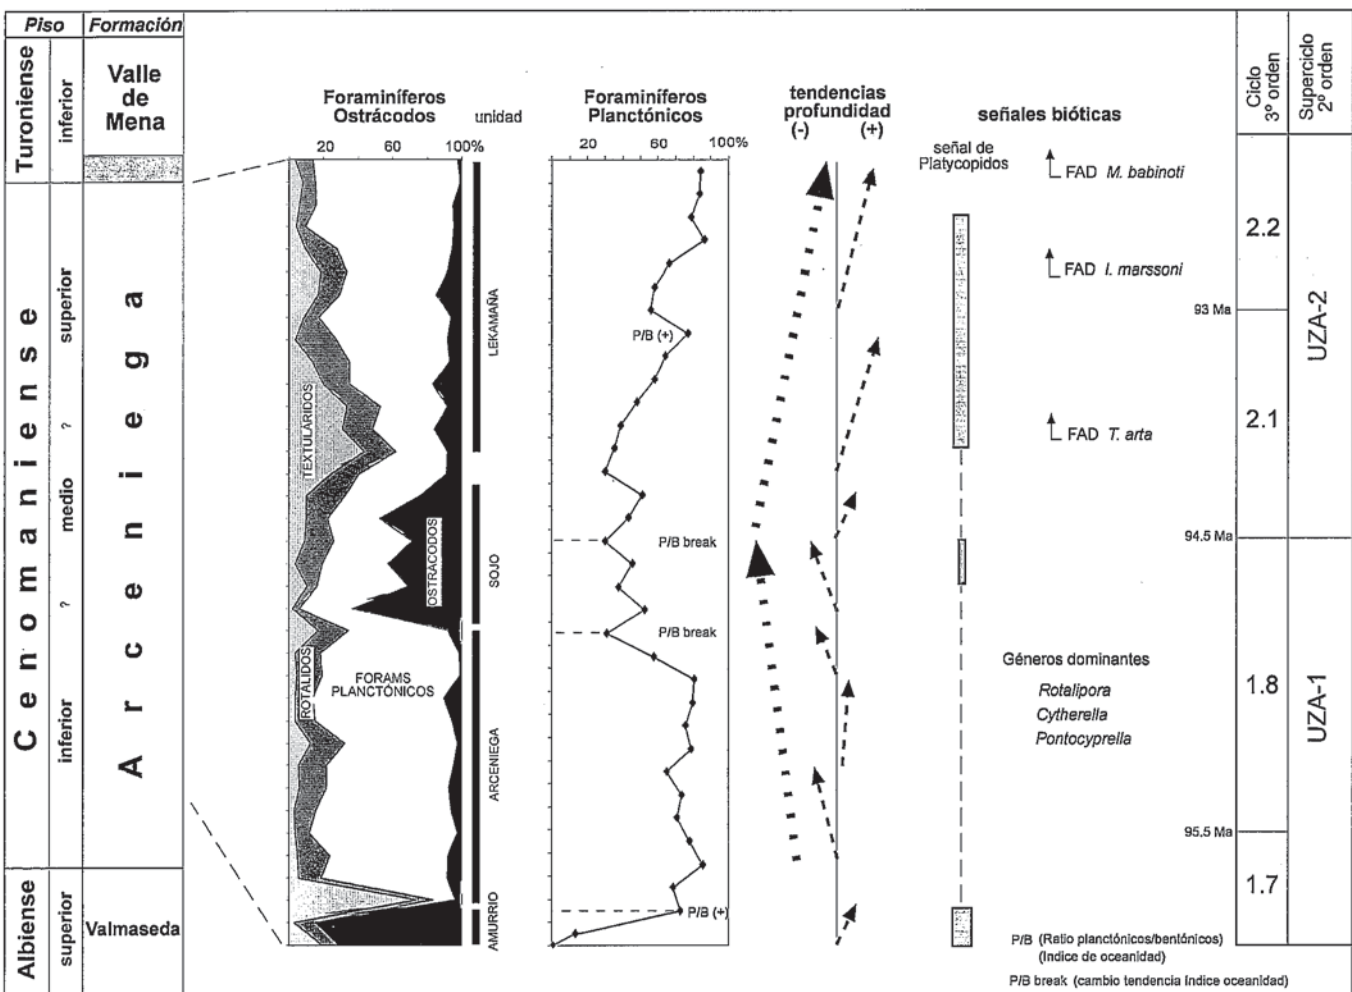 Piso
Formación
Turoniense
inferior
Valle
de
Mena
Cenomaniense
superior
?
medio
?
inferior
Arceniega
Albiense
superior
Valmaseda
Foraminíferos
Ostrácodos
unidad
20
60
100%
TEXTULÁRIDOS
ROTALIDOS
FORAMS
PLANCTÓNICOS
OSTRACODOS
LEKAMAÑA
SOJO
ARCENIEGA
AMURRIO
Foraminíferos
Planctónicos
20
60
100%
P/B (+)
P/B break
P/B break
P/B (+)
tendencias
profundidad
(-)
(+)
señales bióticas
señal de
Platycopidos
FAD M. babinoti
FAD I. marssoni
FAD T. arta
Géneros dominantes
Rotalipora
Cytherella
Pontocyprella
P/B (Ratio planctónicos/bentónicos)
(Indice de oceanidad)
P/B break (cambio tendencia índice oceanidad)
Ciclo
3º orden
Superciclo
2º orden
2.2
93 Ma
2.1
94.5 Ma
1.8
95.5 Ma
1.7
UZA-2
UZA-1